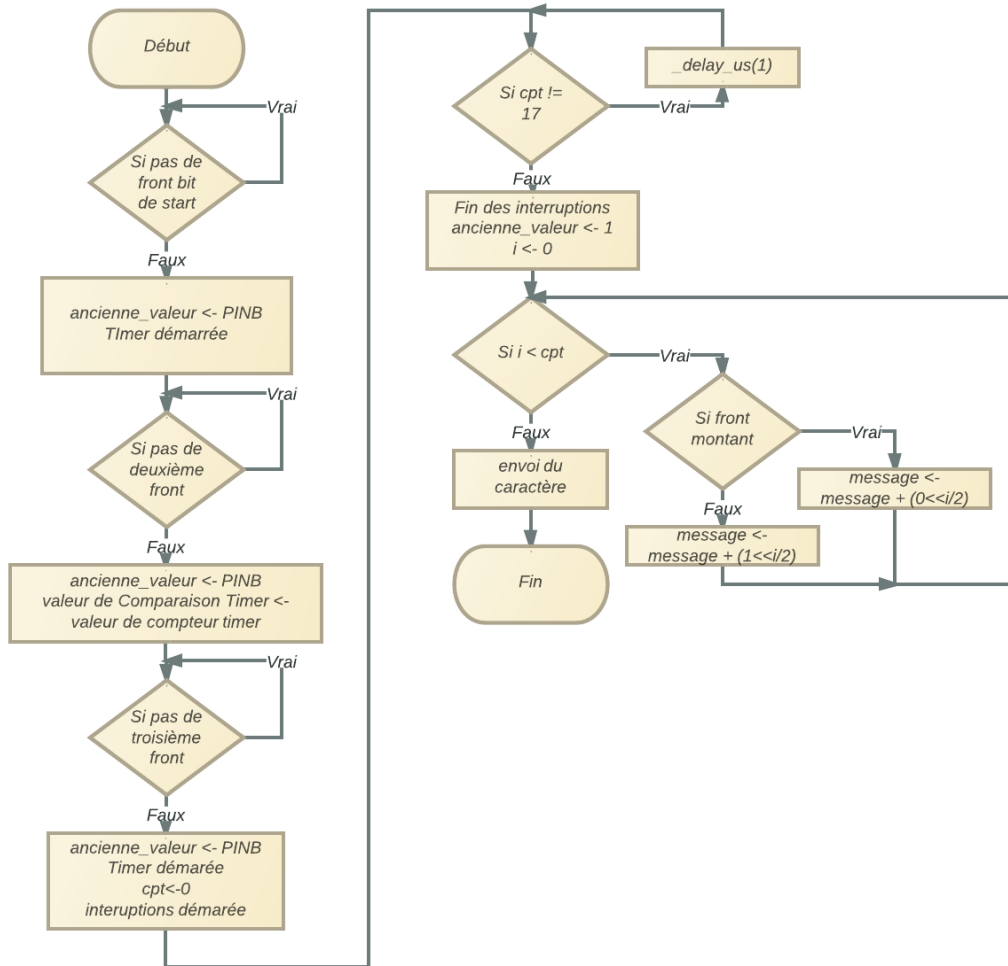 Début
Vrai
Si pas de
front bit
de start
Faux
ancienne_valeur <- PINB
TImer démarrée
Vrai
Si pas de
deuxième
front
Faux
ancienne_valeur <- PINB
valeur de Comparaison Timer <-
valeur de compteur timer
Vrai
Si pas de
troisième
front
Faux
ancienne_valeur <- PINB
Timer démarée
cpt<-0
interuptions démarée
Si cpt !=
17
Vrai
_delay_us(1)
Faux
Fin des interruptions
ancienne_valeur <- 1
i <- 0
Si i < cpt
Vrai
Faux
envoi du
caractère
Fin
Si front
montant
Vrai
message <-
message + (0<<i/2)
Faux
message <-
message + (1<<i/2)